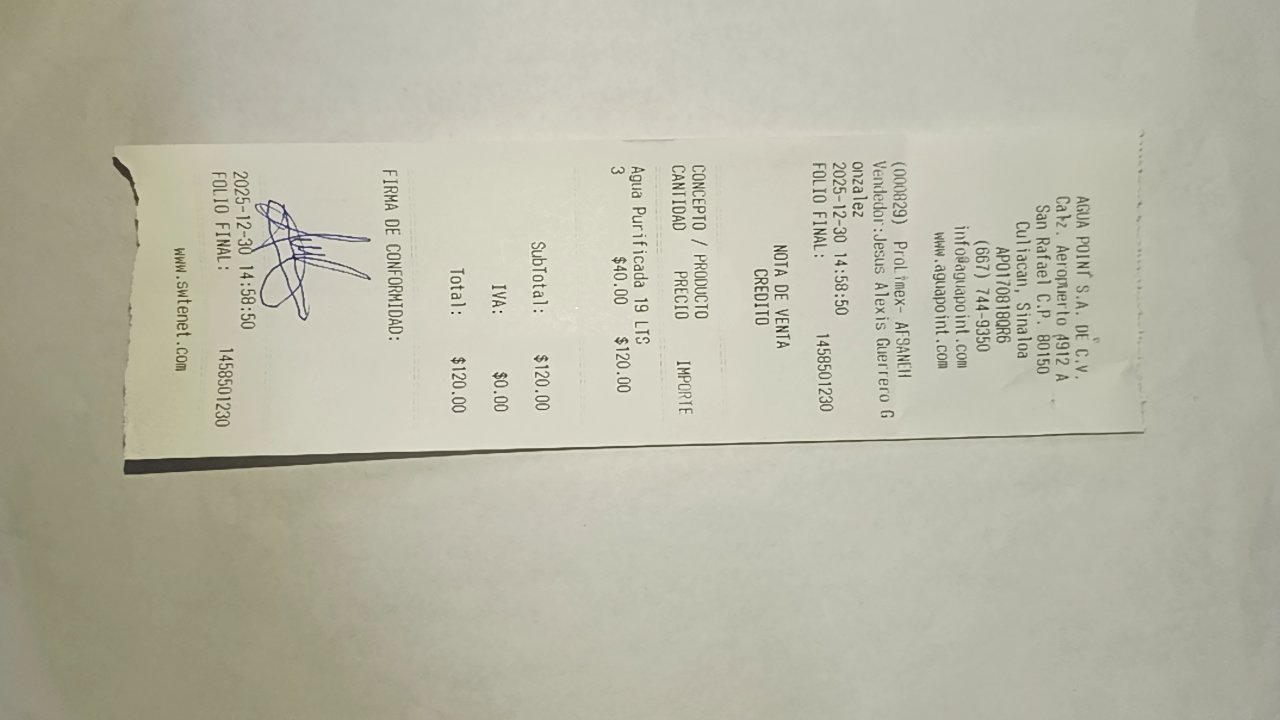 AGUA POINT S.A. DE C.V.
Calz. Aeropuerto 4912 A
San Rafael C.P. 80150
Culiacan, Sinaloa
APO170818QR6
(667) 744-9350
info@aguapoint.com
www.aguapoint.com
(000829) ProLimex- AFSANCH
Vendedor:Jesus Alexis Guerrero G
onzalez
2025-12-30 14:58:50
FOLIO FINAL: 1458501230
NOTA DE VENTA
CREDITO
CONCEPTO / PRODUCTO
CANTIDAD PRECIO IMPORTE
Agua Purificada 19 LTS
3 $40.00 $120.00
SubTotal: $120.00
IVA: $0.00
Total: $120.00
FIRMA DE CONFORMIDAD:
2025-12-30 14:58:50
FOLIO FINAL: 1458501230
www.swtenet.com